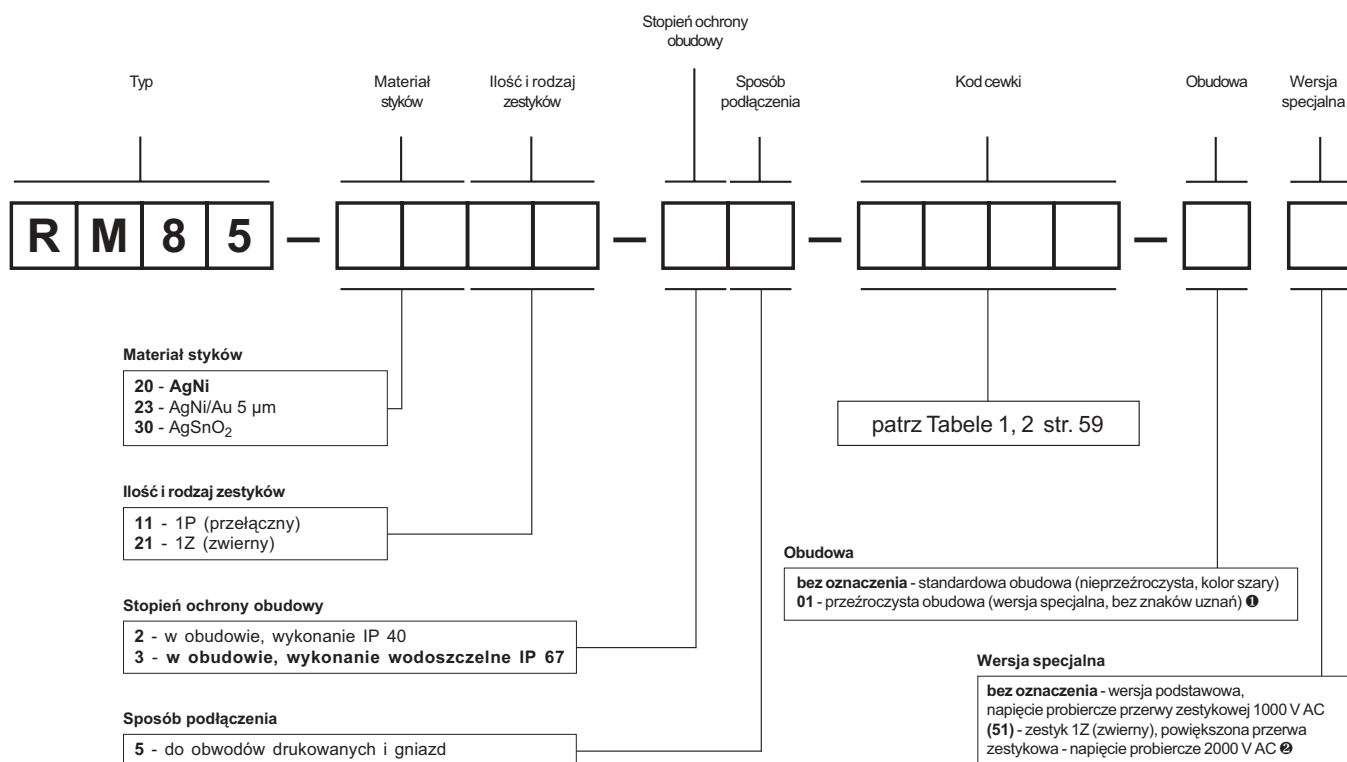 Stopień ochrony
obudowy
Typ
Materiał
styków
Ilość i rodzaj
zestyków
Sposób
podłączenia
Kod cewki
Obudowa
Wersja
specjalna
R M 8 5 – – – –
Materiał styków
20 - AgNi
23 - AgNi/Au 5 μm
30 - AgSnO₂
patrz Tabele 1, 2 str. 59
Ilość i rodzaj zestyków
11 - 1P (przełączny)
21 - 1Z (zwierny)
Obudowa
bez oznaczenia - standardowa obudowa (nieprzeźroczysta, kolor szary)
01 - przeźroczysta obudowa (wersja specjalna, bez znaków uznań) ❶
Stopień ochrony obudowy
2 - w obudowie, wykonanie IP 40
3 - w obudowie, wykonanie wodoszczelne IP 67
Wersja specjalna
bez oznaczenia - wersja podstawowa,
napięcie probiercze przerwy zestykowej 1000 V AC
(51) - zestyk 1Z (zwierny), powiększona przerwa
zestykowa - napięcie probiercze 2000 V AC ❷
Sposób podłączenia
5 - do obwodów drukowanych i gniazd